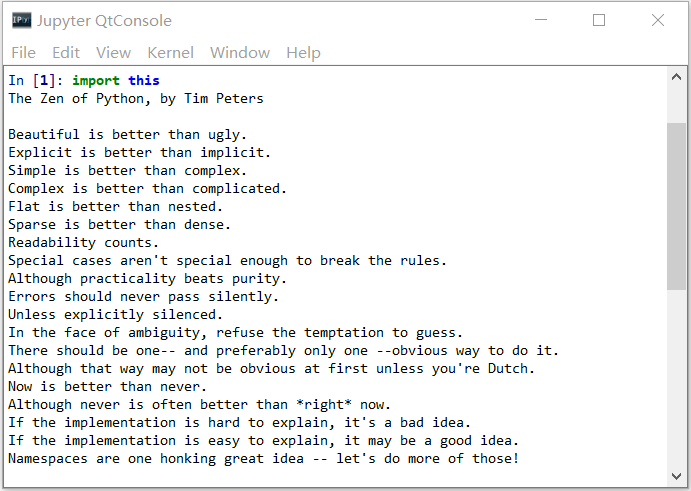 IP[y]: Jupyter QtConsole
File Edit View Kernel Window Help
In [1]: import this
The Zen of Python, by Tim Peters
Beautiful is better than ugly.
Explicit is better than implicit.
Simple is better than complex.
Complex is better than complicated.
Flat is better than nested.
Sparse is better than dense.
Readability counts.
Special cases aren't special enough to break the rules.
Although practicality beats purity.
Errors should never pass silently.
Unless explicitly silenced.
In the face of ambiguity, refuse the temptation to guess.
There should be one-- and preferably only one --obvious way to do it.
Although that way may not be obvious at first unless you're Dutch.
Now is better than never.
Although never is often better than *right* now.
If the implementation is hard to explain, it's a bad idea.
If the implementation is easy to explain, it may be a good idea.
Namespaces are one honking great idea -- let's do more of those!